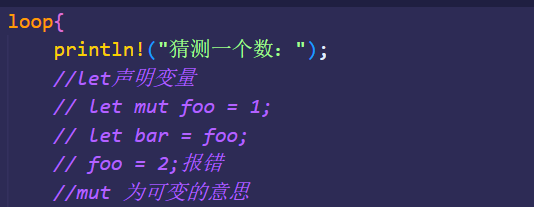 loop{
println!("猜测一个数：");
//let声明变量
// let mut foo = 1;
// let bar = foo;
// foo = 2;报错
//mut 为可变的意思